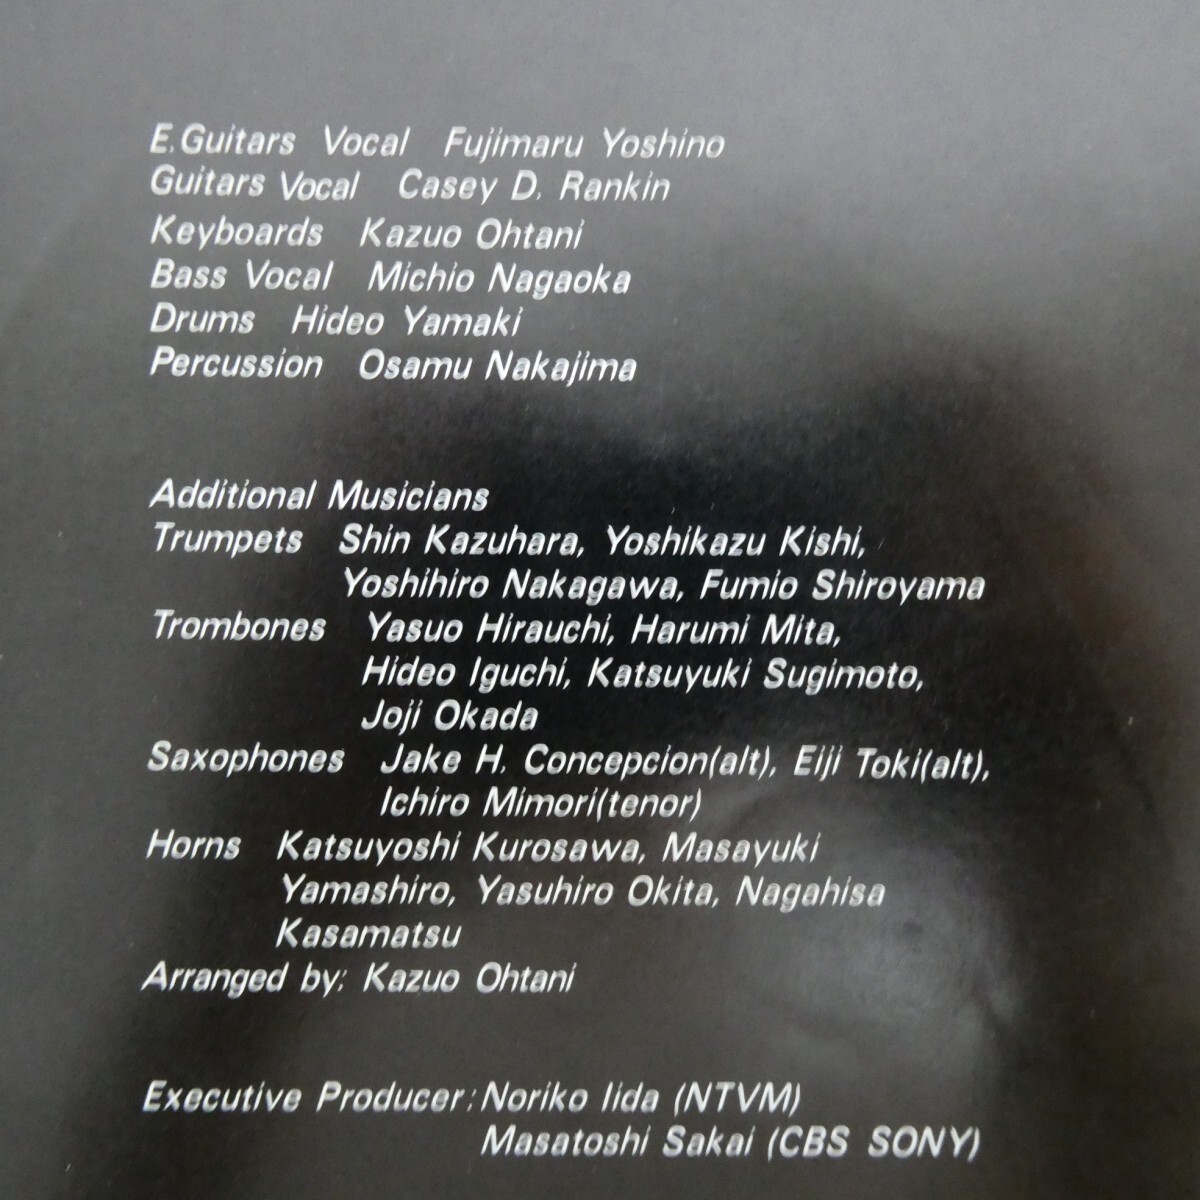 E.Guitars Vocal Fujimaru Yoshino
Guitars Vocal Casey D. Rankin
Keyboards Kazuo Ohtani
Bass Vocal Michio Nagaoka
Drums Hideo Yamaki
Percussion Osamu Nakajima
Additional Musicians
Trumpets Shin Kazuhara, Yoshikazu Kishi,
Yoshihiro Nakagawa, Fumio Shiroyama
Trombones Yasuo Hirauchi, Harumi Mita,
Hideo Iguchi, Katsuyuki Sugimoto,
Joji Okada
Saxophones Jake H. Concepcion(alt), Eiji Toki(alt),
Ichiro Mimori(tenor)
Horns Katsuyoshi Kurosawa, Masayuki
Yamashiro, Yasuhiro Okita, Nagahisa
Kasamatsu
Arranged by: Kazuo Ohtani
Executive Producer: Noriko Iida (NTVM)
Masatoshi Sakai (CBS SONY)